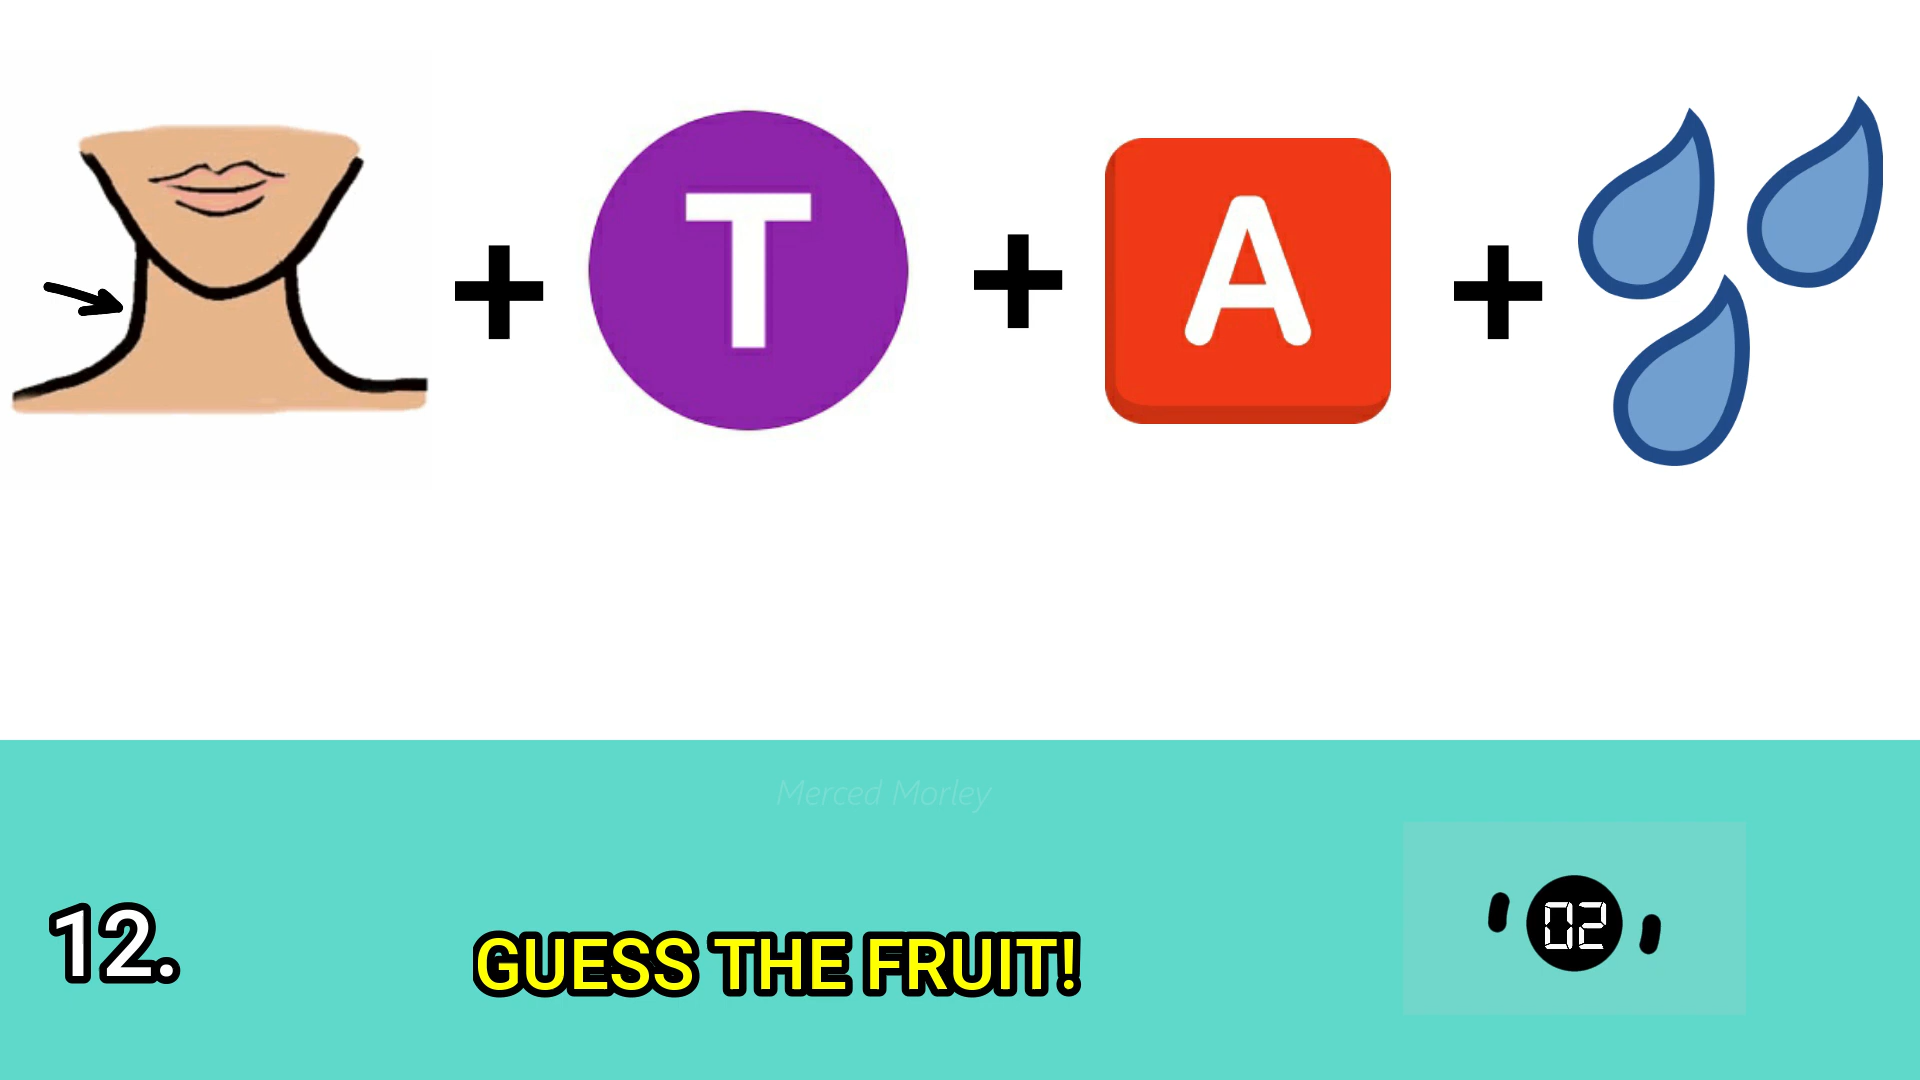 + T + A +
Merced Morley
12.
GUESS THE FRUIT!
02